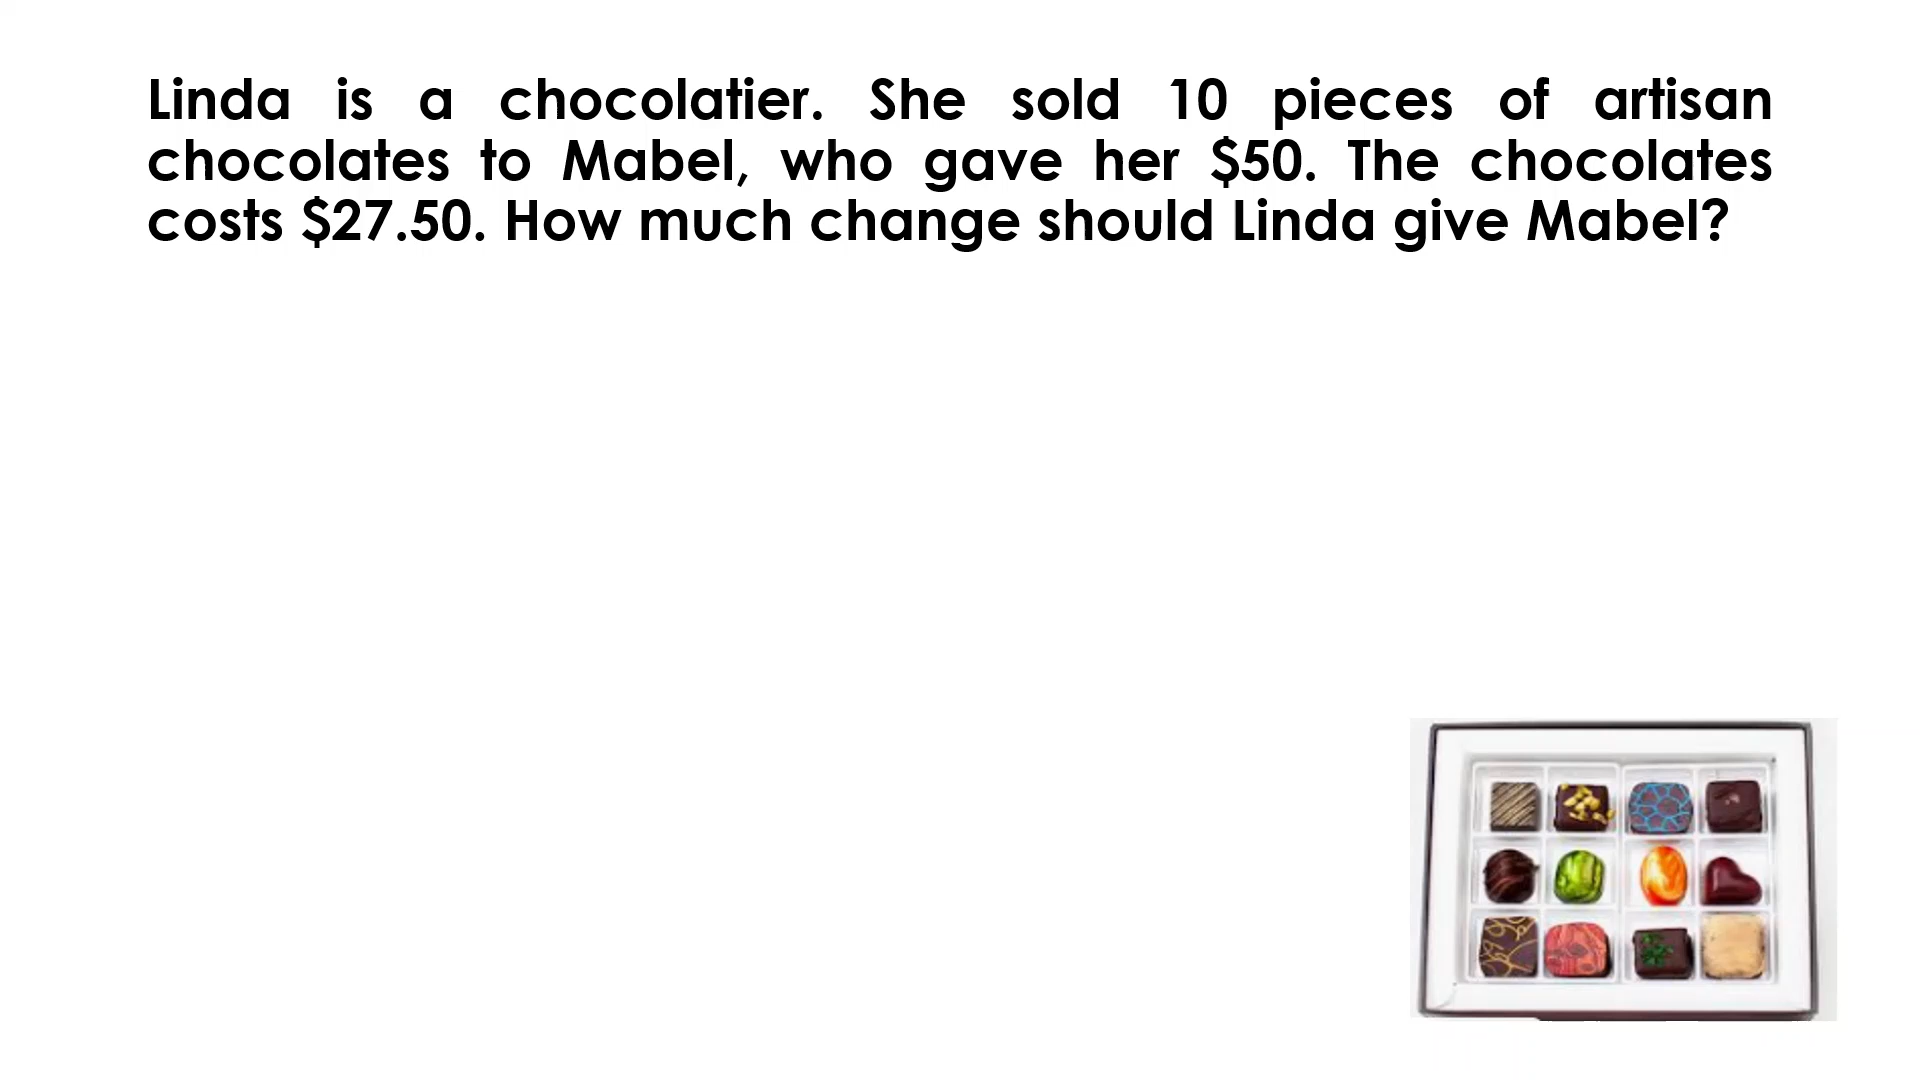 Linda is a chocolatier. She sold 10 pieces of artisan
chocolates to Mabel, who gave her $50. The chocolates
costs $27.50. How much change should Linda give Mabel?